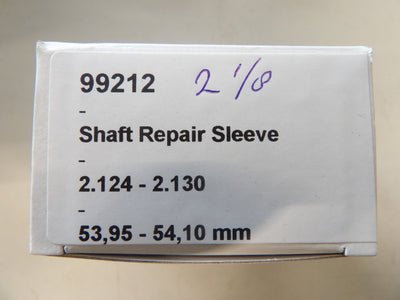 99212 2 1/8
-
Shaft Repair Sleeve
-
2.124 - 2.130
-
53,95 - 54,10 mm